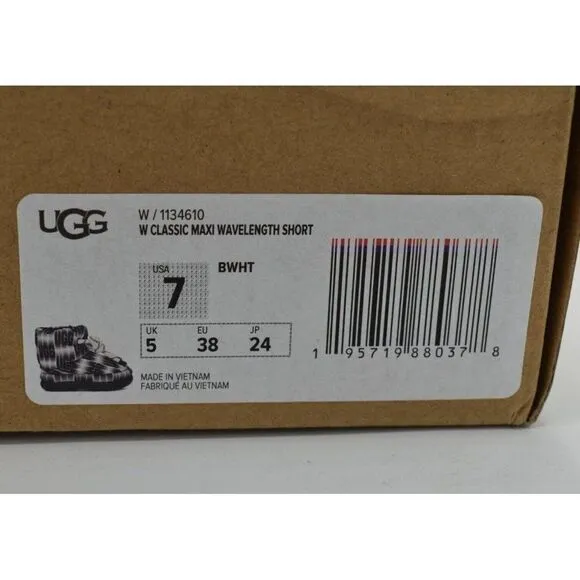 UGG
W / 1134610
W CLASSIC MAXI WAVELENGTH SHORT
USA
7
BWHT
UK EU JP
5 38 24
MADE IN VIETNAM
FABRIQUÉ AU VIETNAM
1 95719 88037 8